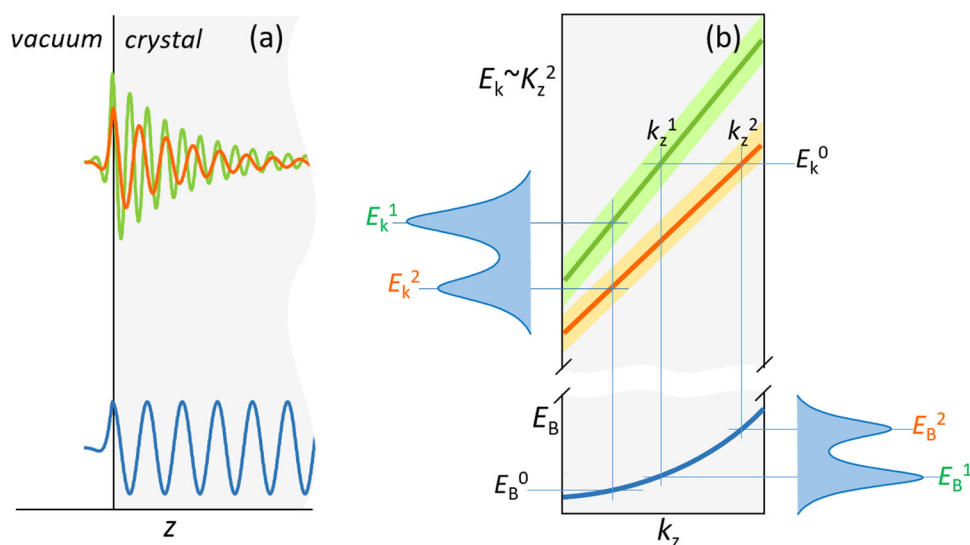 vacuum crystal (a)
z
(b)
E_k~K_z^2
k_z^1
k_z^2
E_k^0
E_k^1
E_k^2
E_B
E_B^0
E_B^2
E_B^1
k_z